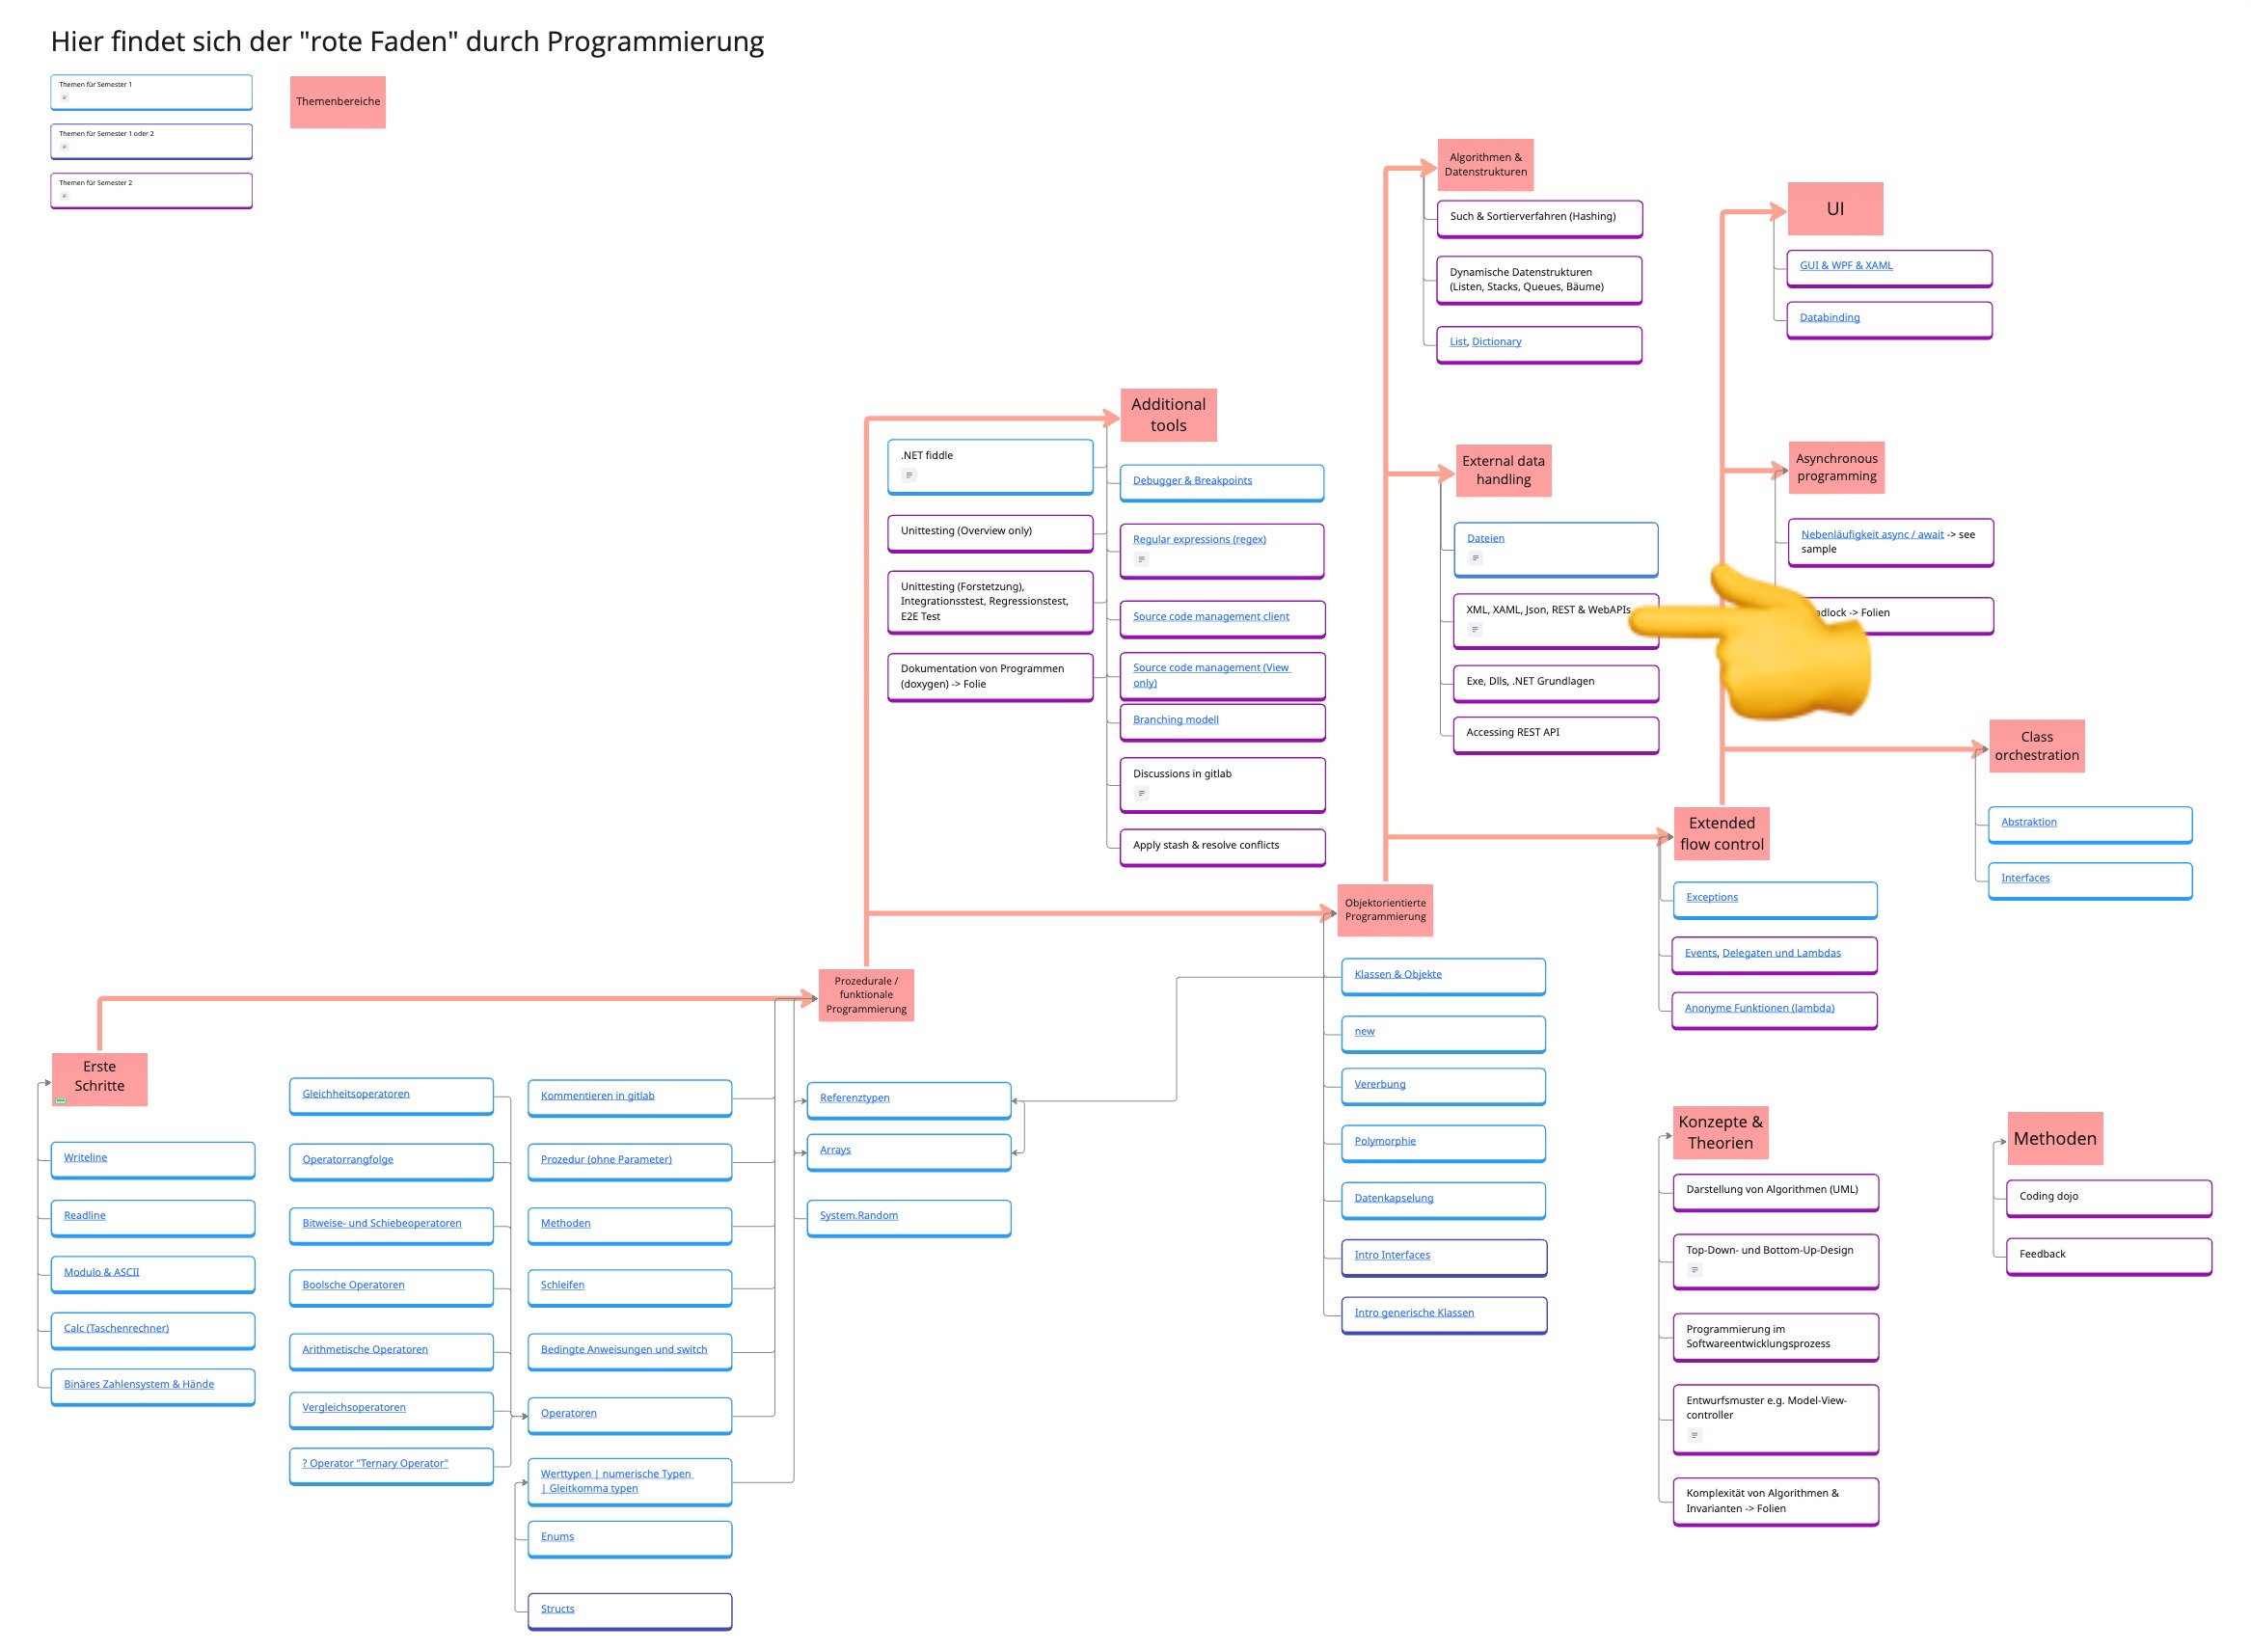 Hier findet sich der "rote Faden" durch Programmierung
Themen für Semester 1
Themen für Semester 1 oder 2
Themen für Semester 2
Themenbereiche
Algorithmen &
Datenstrukturen
Such & Sortierverfahren (Hashing)
Dynamische Datenstrukturen
(Listen, Stacks, Queues, Bäume)
List, Dictionary
UI
GUI & WPF & XAML
Databinding
Additional
tools
.NET fiddle
Unittesting (Overview only)
Unittesting (Forstetzung),
Integrationsstest, Regressionstest,
E2E Test
Dokumentation von Programmen
(doxygen) -> Folie
Debugger & Breakpoints
Regular expressions (regex)
Source code management client
Source code management (View
only)
Branching modell
Discussions in gitlab
Apply stash & resolve conflicts
External data
handling
Dateien
XML, XAML, Json, REST & WebAPIs
Exe, Dlls, .NET Grundlagen
Accessing REST API
Asynchronous
programming
Nebenläufigkeit async / await -> see
sample
-> Folien
Class
orchestration
Abstraktion
Interfaces
Extended
flow control
Exceptions
Events, Delegaten und Lambdas
Anonyme Funktionen (lambda)
Objektorientierte
Programmierung
Klassen & Objekte
new
Vererbung
Polymorphie
Datenkapselung
Intro Interfaces
Intro generische Klassen
Prozedurale /
funktionale
Programmierung
Erste
Schritte
Writeline
Readline
Modulo & ASCII
Calc (Taschenrechner)
Binäres Zahlensystem & Hände
Gleichheitsoperatoren
Operatorrangfolge
Bitweise- und Schiebeoperatoren
Boolsche Operatoren
Arithmetische Operatoren
Vergleichsoperatoren
? Operator "Ternary Operator"
Kommentieren in gitlab
Prozedur (ohne Parameter)
Methoden
Schleifen
Bedingte Anweisungen und switch
Operatoren
Werttypen | numerische Typen
| Gleitkomma typen
Enums
Structs
Referenztypen
Arrays
System.Random
Konzepte &
Theorien
Darstellung von Algorithmen (UML)
Top-Down- und Bottom-Up-Design
Programmierung im
Softwareentwicklungsprozess
Entwurfsmuster e.g. Model-View-
controller
Komplexität von Algorithmen &
Invarianten -> Folien
Methoden
Coding dojo
Feedback